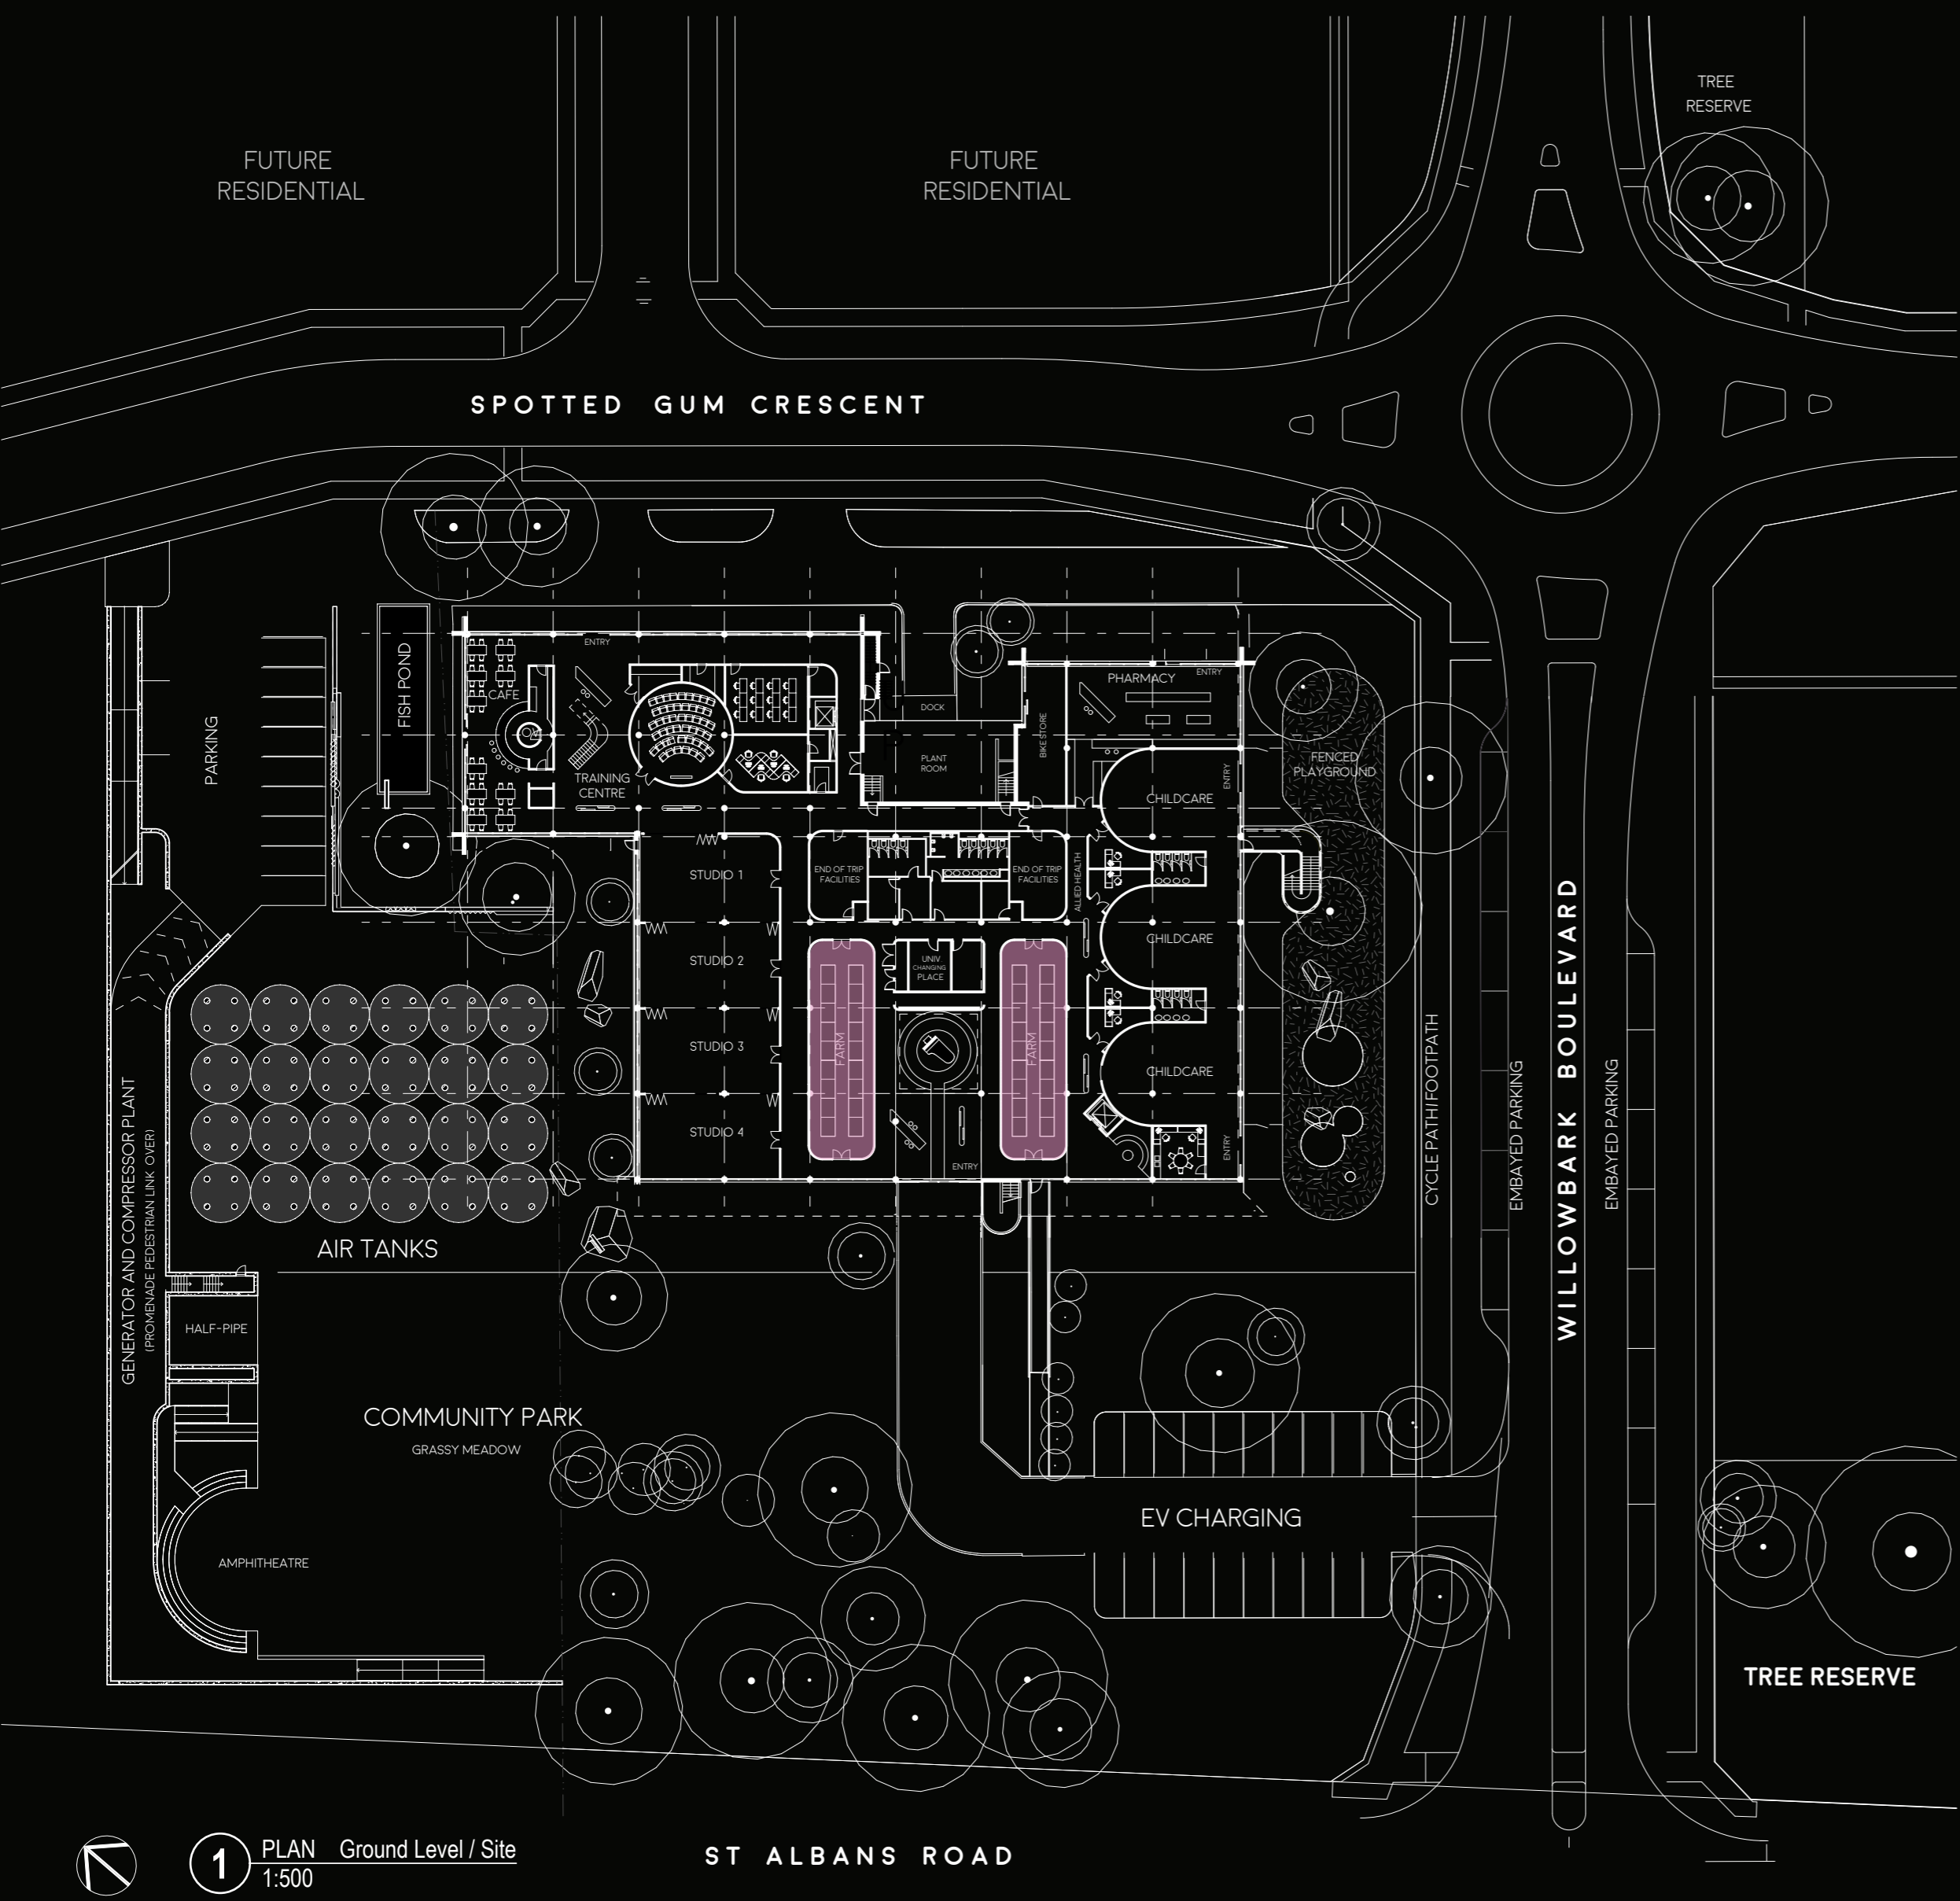 TREE
RESERVE
FUTURE
RESIDENTIAL
FUTURE
RESIDENTIAL
SPOTTED GUM CRESCENT
PARKING
FISH POND
ENTRY
CAFE
TRAINING
CENTRE
DOCK
PLANT
ROOM
BIKE STORE
PHARMACY
ENTRY
CHILDCARE
ENTRY
FENCED
PLAYGROUND
STUDIO 1
END OF TRIP
FACILITIES
END OF TRIP
FACILITIES
ALLIED HEALTH
STUDIO 2
UNIV.
CHANGING
PLACE
CHILDCARE
STUDIO 3
FARM
FARM
CHILDCARE
STUDIO 4
ENTRY
ENTRY
CYCLE PATH/FOOTPATH
EMBAYED PARKING
WILLOWBARK BOULEVARD
EMBAYED PARKING
AIR TANKS
GENERATOR AND COMPRESSOR PLANT
(PROMENADE PEDESTRIAN LINK OVER)
HALF-PIPE
COMMUNITY PARK
GRASSY MEADOW
EV CHARGING
AMPHITHEATRE
TREE RESERVE
1
PLAN Ground Level / Site
1:500
ST ALBANS ROAD